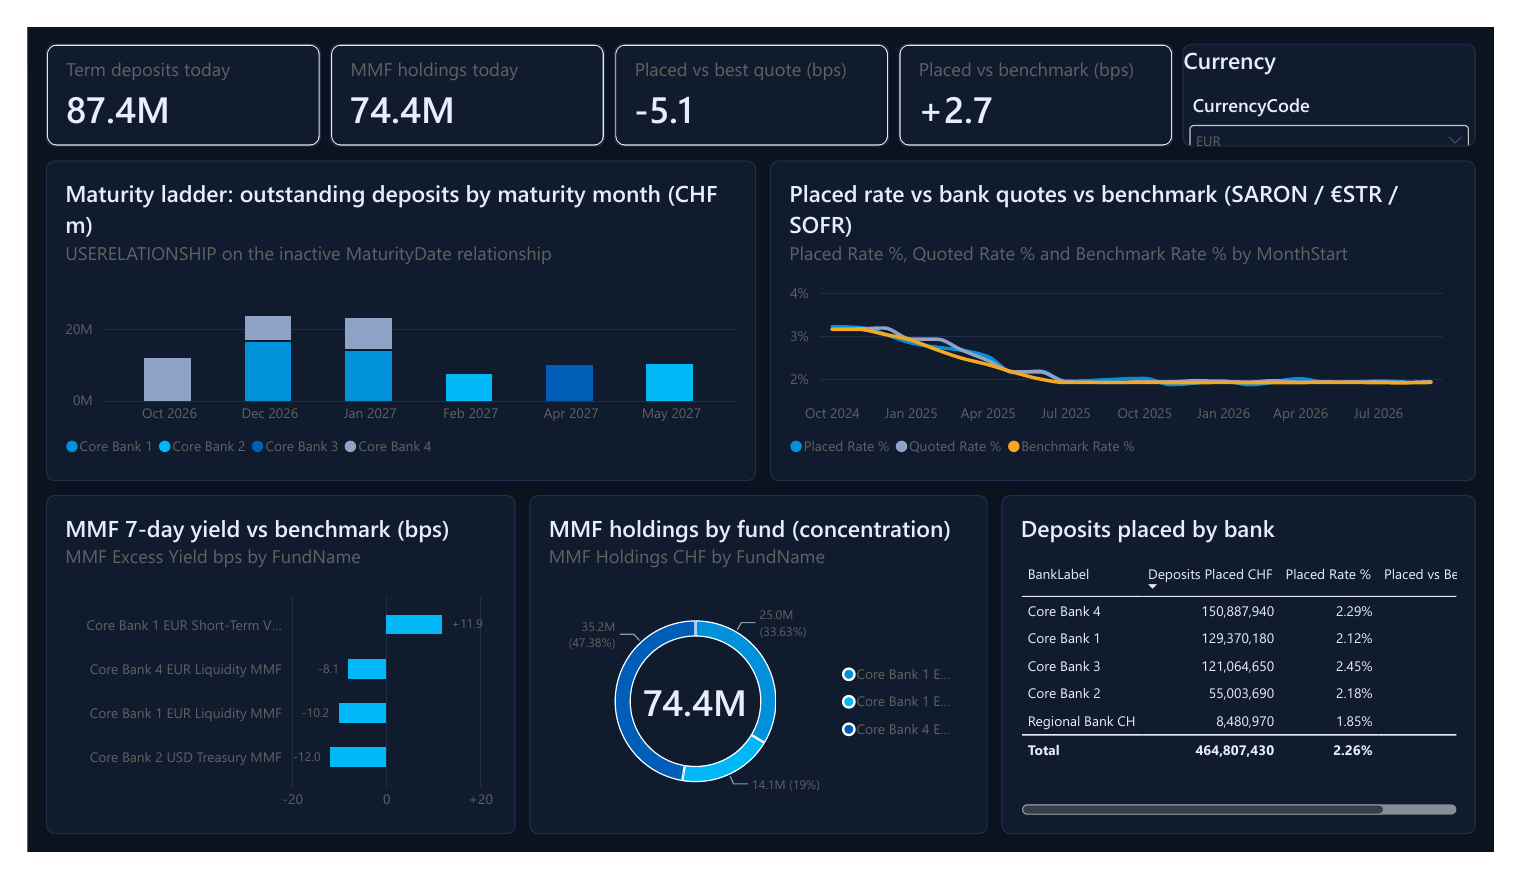 Term deposits today
87.4M
MMF holdings today
74.4M
Placed vs best quote (bps)
-5.1
Placed vs benchmark (bps)
+2.7
Currency
CurrencyCode
EUR
Maturity ladder: outstanding deposits by maturity month (CHF
m)
USERELATIONSHIP on the inactive MaturityDate relationship
20M
0M
Oct 2026
Dec 2026
Jan 2027
Feb 2027
Apr 2027
May 2027
Core Bank 1
Core Bank 2
Core Bank 3
Core Bank 4
Placed rate vs bank quotes vs benchmark (SARON / €STR /
SOFR)
Placed Rate %, Quoted Rate % and Benchmark Rate % by MonthStart
4%
3%
2%
Oct 2024
Jan 2025
Apr 2025
Jul 2025
Oct 2025
Jan 2026
Apr 2026
Jul 2026
Placed Rate %
Quoted Rate %
Benchmark Rate %
MMF 7-day yield vs benchmark (bps)
MMF Excess Yield bps by FundName
Core Bank 1 EUR Short-Term V...
+11.9
Core Bank 4 EUR Liquidity MMF
-8.1
Core Bank 1 EUR Liquidity MMF
-10.2
Core Bank 2 USD Treasury MMF
-12.0
-20
0
+20
MMF holdings by fund (concentration)
MMF Holdings CHF by FundName
35.2M
(47.38%)
25.0M
(33.63%)
74.4M
14.1M (19%)
Core Bank 1 E...
Core Bank 1 E...
Core Bank 4 E...
Deposits placed by bank
BankLabel Deposits Placed CHF Placed Rate % Placed vs Be
Core Bank 4 150,887,940 2.29%
Core Bank 1 129,370,180 2.12%
Core Bank 3 121,064,650 2.45%
Core Bank 2 55,003,690 2.18%
Regional Bank CH 8,480,970 1.85%
Total 464,807,430 2.26%